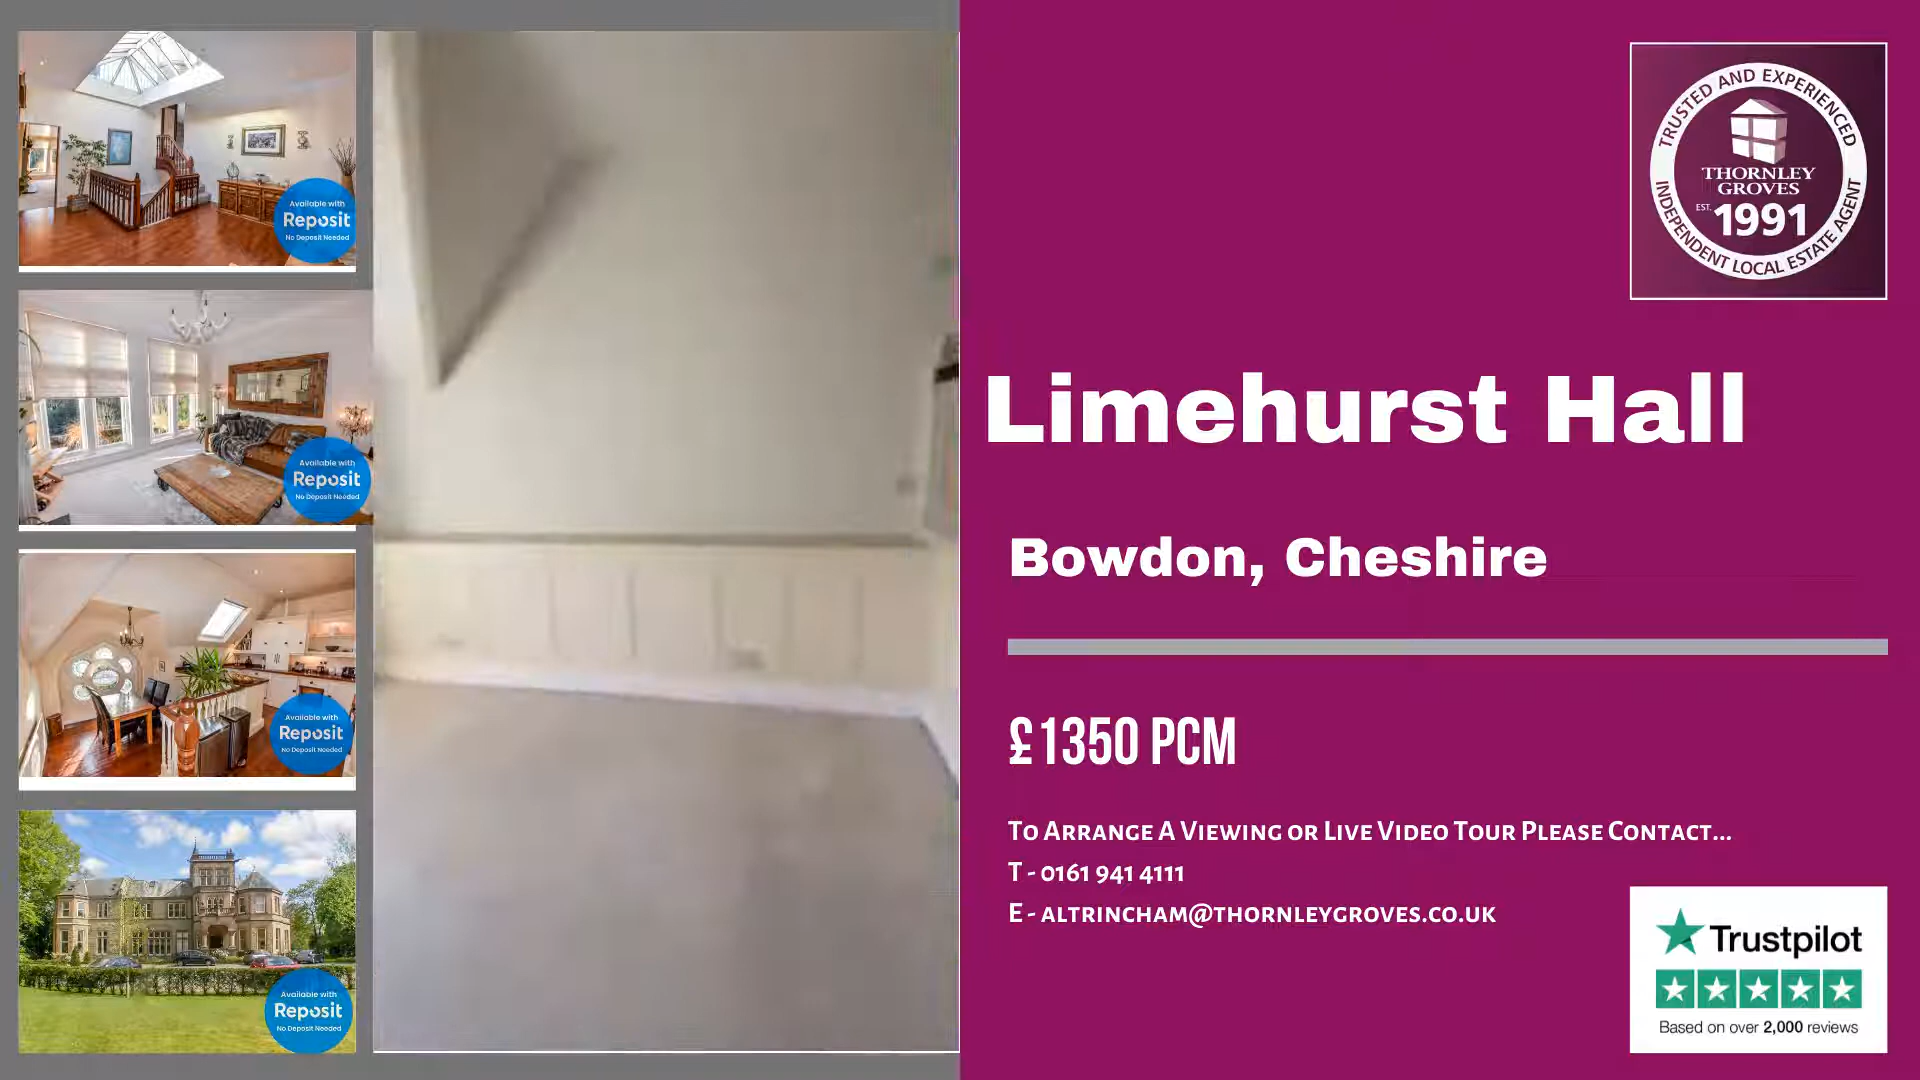 Available with
Reposit
No Deposit Needed
Available with
Reposit
No Deposit Needed
Available with
Reposit
No Deposit Needed
Available with
Reposit
No Deposit Needed
TRUSTED AND EXPERIENCED
THORNLEY
GROVES
EST. 1991
INDEPENDENT LOCAL ESTATE AGENT
Limehurst Hall
Bowdon, Cheshire
£1350 PCM
To Arrange A Viewing or Live Video Tour Please Contact...
T - 0161 941 4111
E - altrincham@thornleygroves.co.uk
Trustpilot
Based on over 2,000 reviews